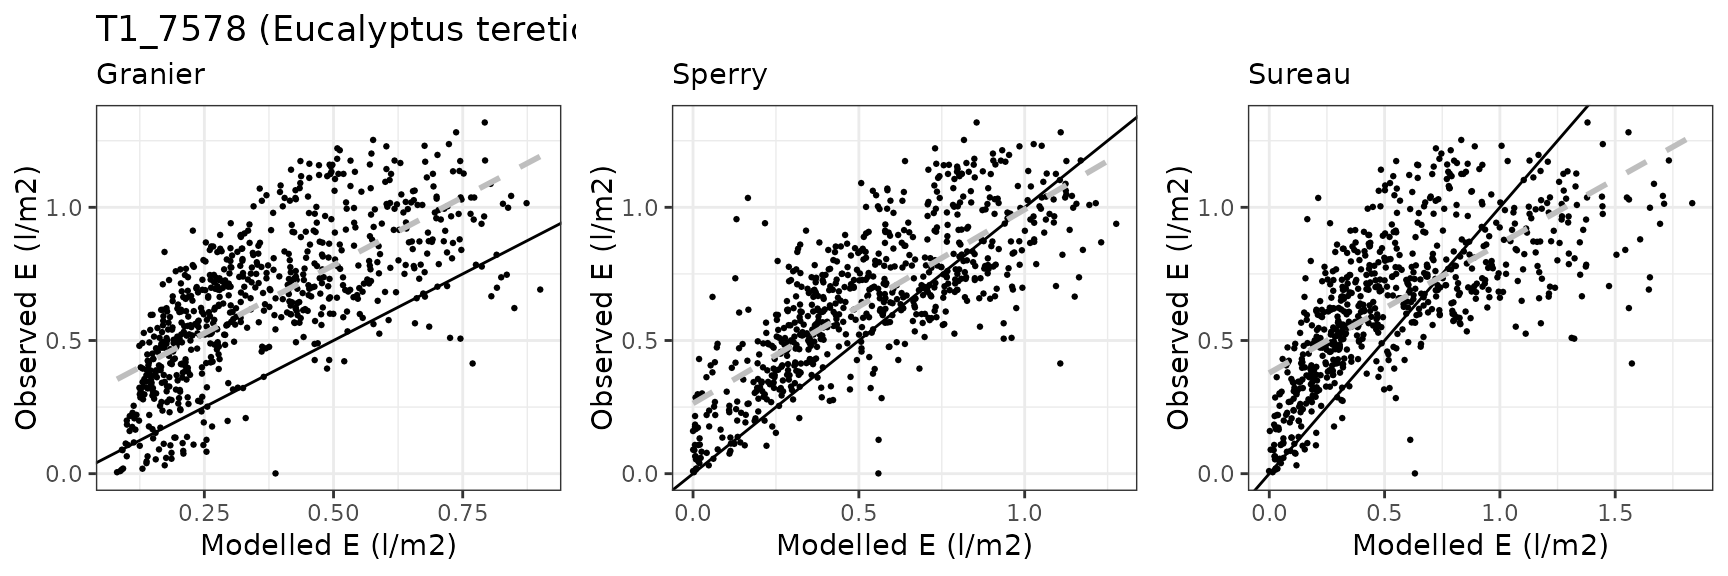 T1_7578 (Eucalyptus teretic
Granier
Sperry
Sureau
Observed E (l/m2)
1.0
0.5
0.0
0.25 0.50 0.75
Modelled E (l/m2)
Observed E (l/m2)
1.0
0.5
0.0
0.0 0.5 1.0
Modelled E (l/m2)
Observed E (l/m2)
1.0
0.5
0.0
0.0 0.5 1.0 1.5
Modelled E (l/m2)